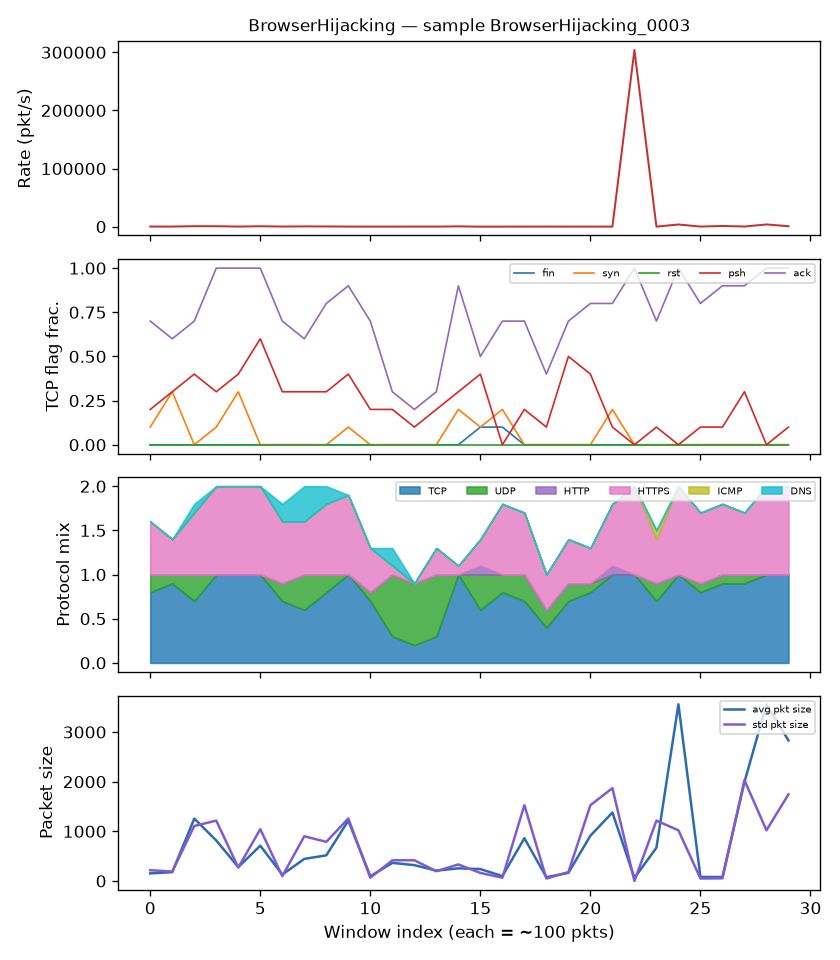 BrowserHijacking — sample BrowserHijacking_0003
300000
200000
100000
0
Rate (pkt/s)
1.00
0.75
0.50
0.25
0.00
TCP flag frac.
fin syn rst psh ack
2.0
1.5
1.0
0.5
0.0
Protocol mix
TCP UDP HTTP HTTPS ICMP DNS
3000
2000
1000
0
Packet size
avg pkt size
std pkt size
0 5 10 15 20 25 30
Window index (each = ~100 pkts)